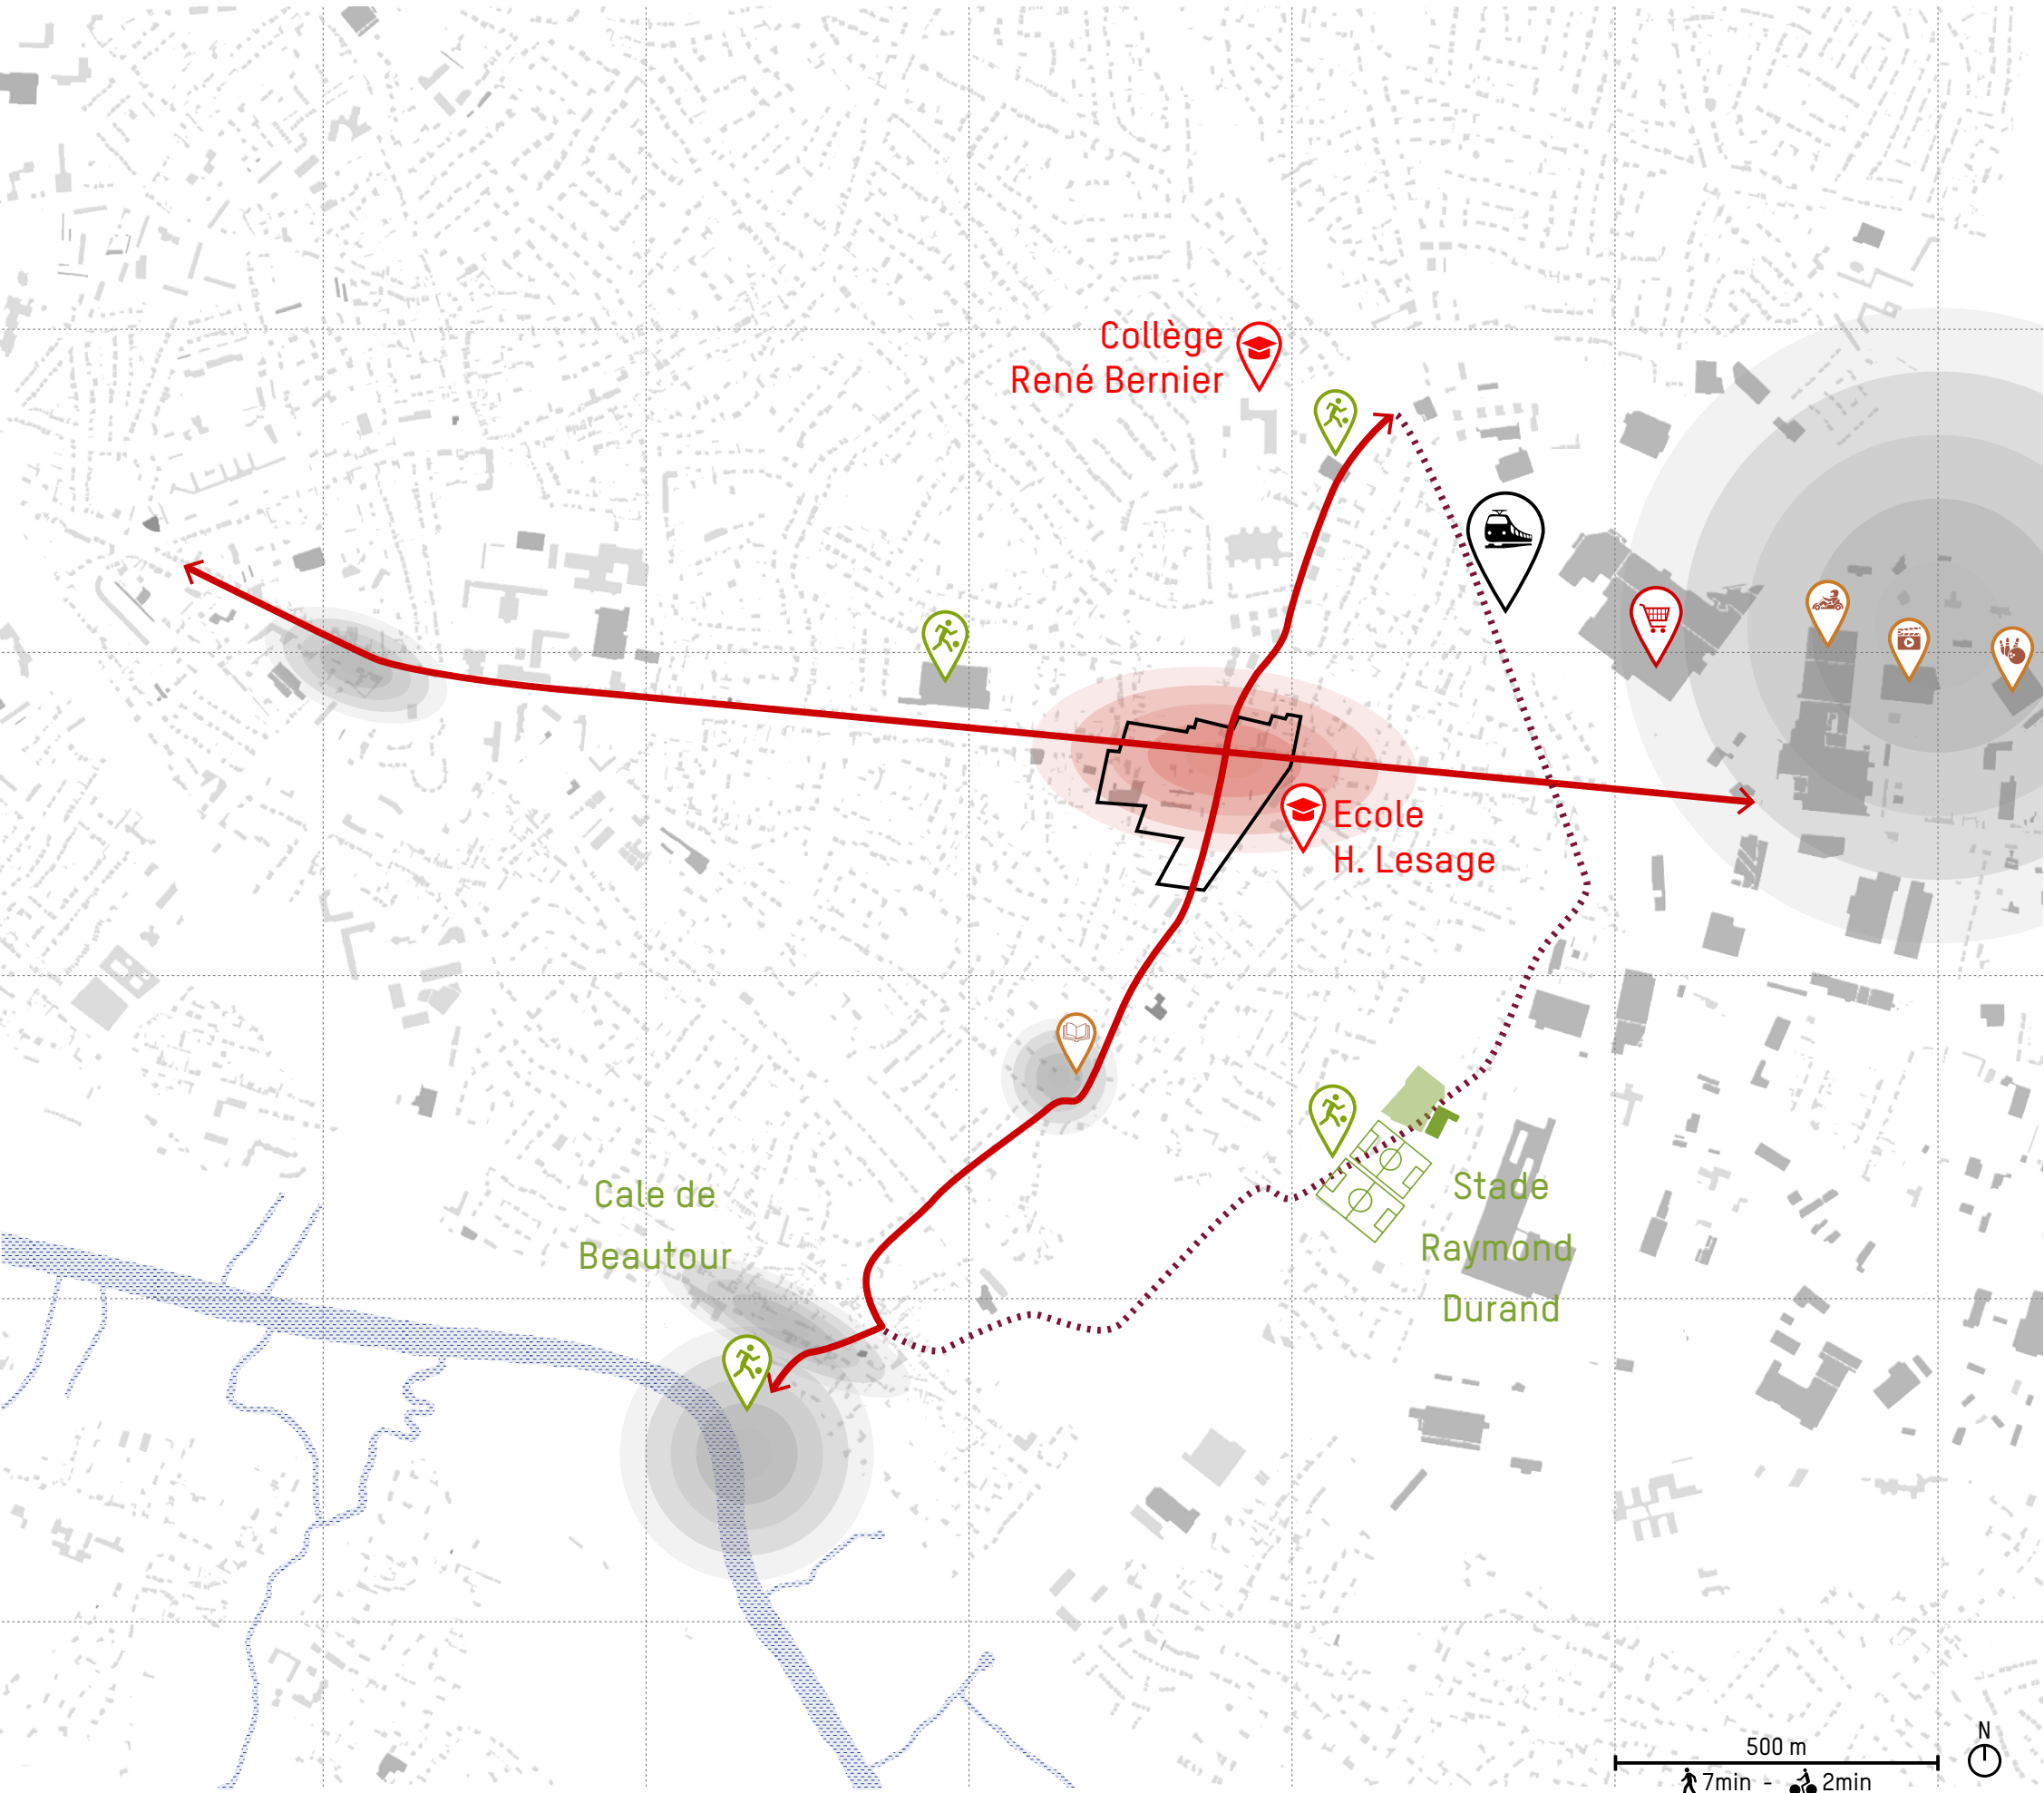 Collège
René Bernier
Ecole
H. Lesage
Cale de
Beautour
Stade
Raymond
Durand
N
500 m
7min - 2min